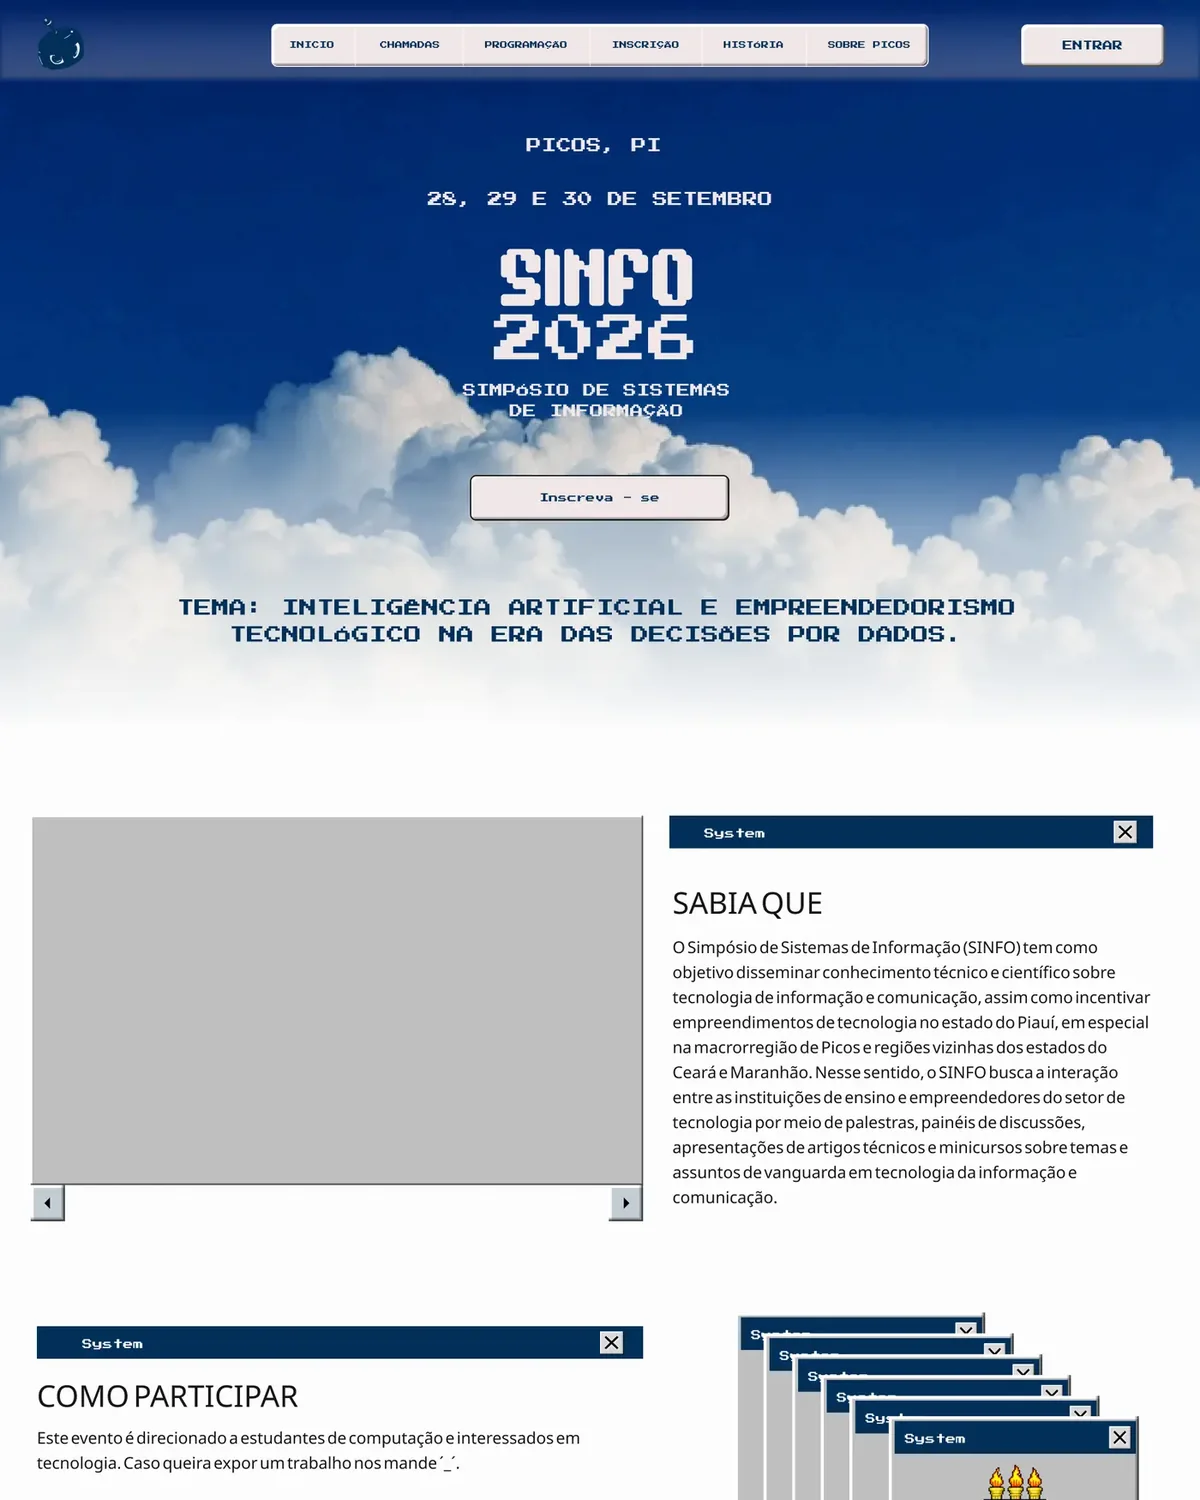 INICIO CHAMADAS PROGRAMAÇÃO INSCRIÇÃO HISTóRIA SOBRE PICOS ENTRAR
PICOS, PI
28, 29 E 30 DE SETEMBRO
SINFO
2026
SIMPóSIO DE SISTEMAS
DE INFORMAÇÃO
Inscreva - se
TEMA: INTELIGÊNCIA ARTIFICIAL E EMPREENDEDORISMO
TECNOLóGICO NA ERA DAS DECISÕES POR DADOS.
System
SABIA QUE
O Simpósio de Sistemas de Informação (SINFO) tem como
objetivo disseminar conhecimento técnico e científico sobre
tecnologia de informação e comunicação, assim como incentivar
empreendimentos de tecnologia no estado do Piauí, em especial
na macrorregião de Picos e regiões vizinhas dos estados do
Ceará e Maranhão. Nesse sentido, o SINFO busca a interação
entre as instituições de ensino e empreendedores do setor de
tecnologia por meio de palestras, painéis de discussões,
apresentações de artigos técnicos e minicursos sobre temas e
assuntos de vanguarda em tecnologia da informação e
comunicação.
System
COMO PARTICIPAR
Este evento é direcionado a estudantes de computação e interessados em
tecnologia. Caso queira expor um trabalho nos mande ´_´.
System
System
System
System
System
System